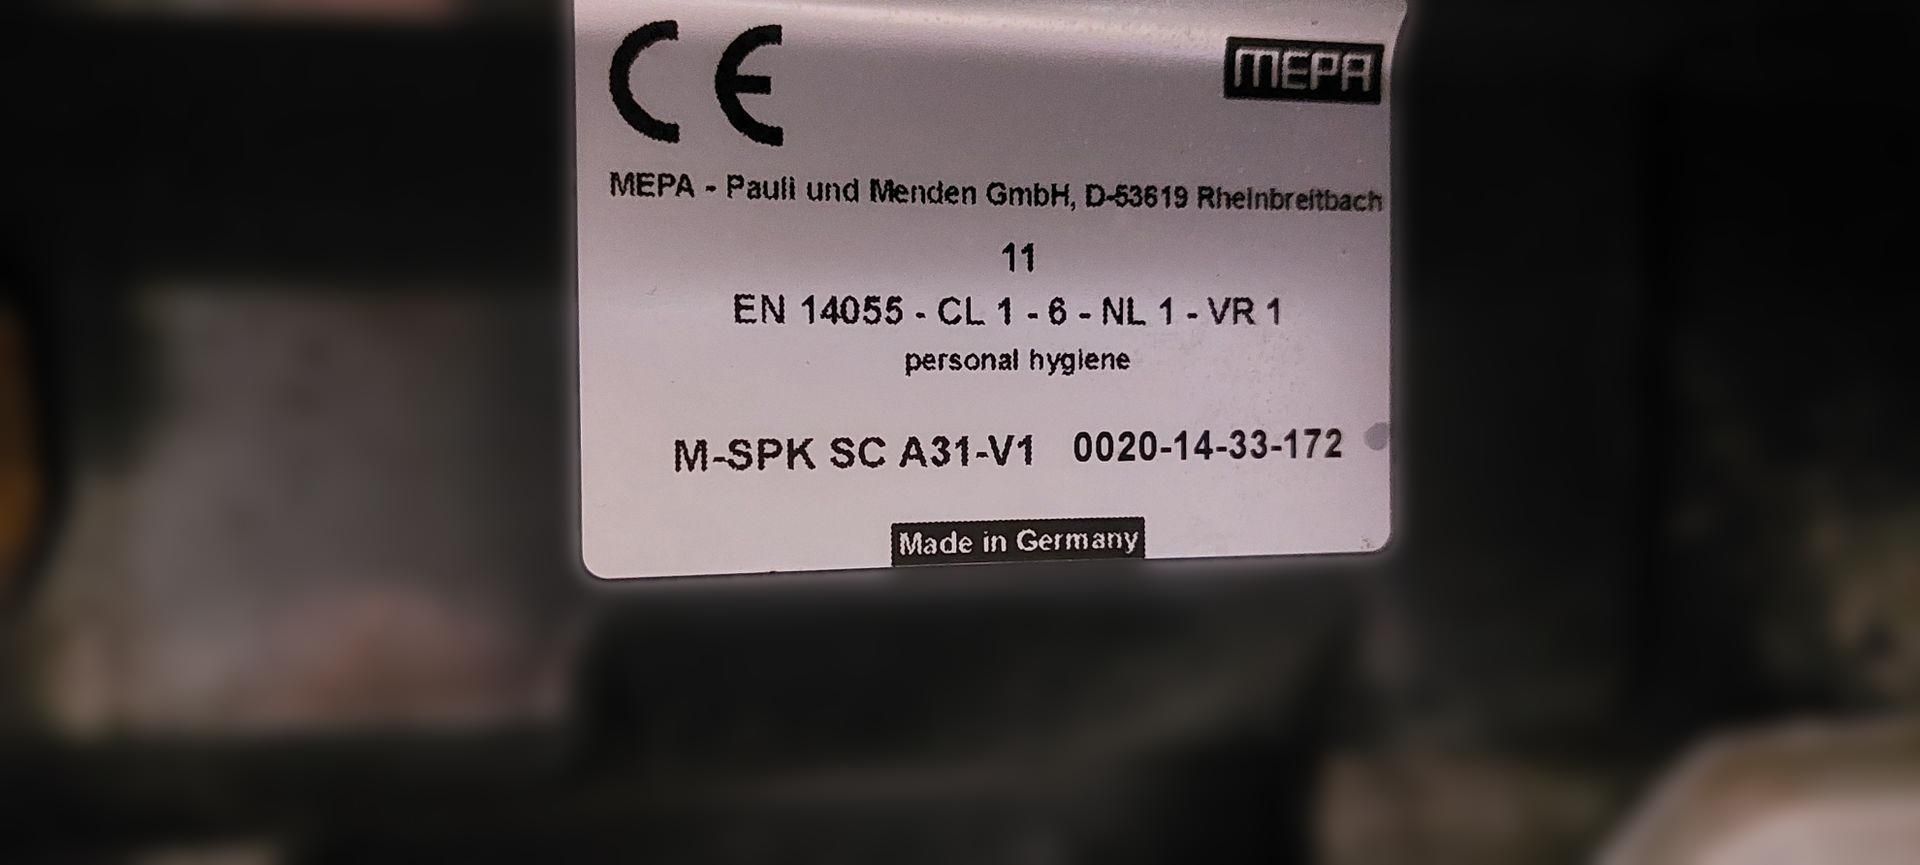 CE MEPA
MEPA - Pauli und Menden GmbH, D-53619 Rheinbreitbach
11
EN 14055 - CL 1 - 6 - NL 1 - VR 1
personal hygiene
M-SPK SC A31-V1 0020-14-33-172
Made in Germany